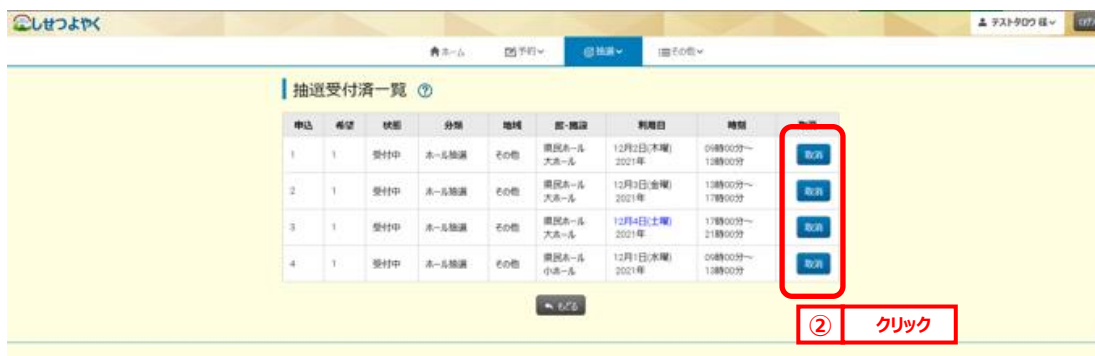 しせつよやく
テストタロウ 様
ホーム 予約 抽選 その他
抽選受付済一覧 ?
申込 希望 状態 分類 地域 館・施設 利用日 時刻 取消
1 1 受付中 ホール抽選 その他 県民ホール 12月2日(木曜) 09時00分～ 取消
大ホール 2021年 12時00分
2 1 受付中 ホール抽選 その他 県民ホール 12月3日(金曜) 13時00分～ 取消
大ホール 2021年 17時00分
3 1 受付中 ホール抽選 その他 県民ホール 12月4日(土曜) 17時00分～ 取消
大ホール 2021年 21時00分
4 1 受付中 ホール抽選 その他 県民ホール 12月1日(水曜) 09時00分～ 取消
小ホール 2021年 13時00分
もどる
② クリック